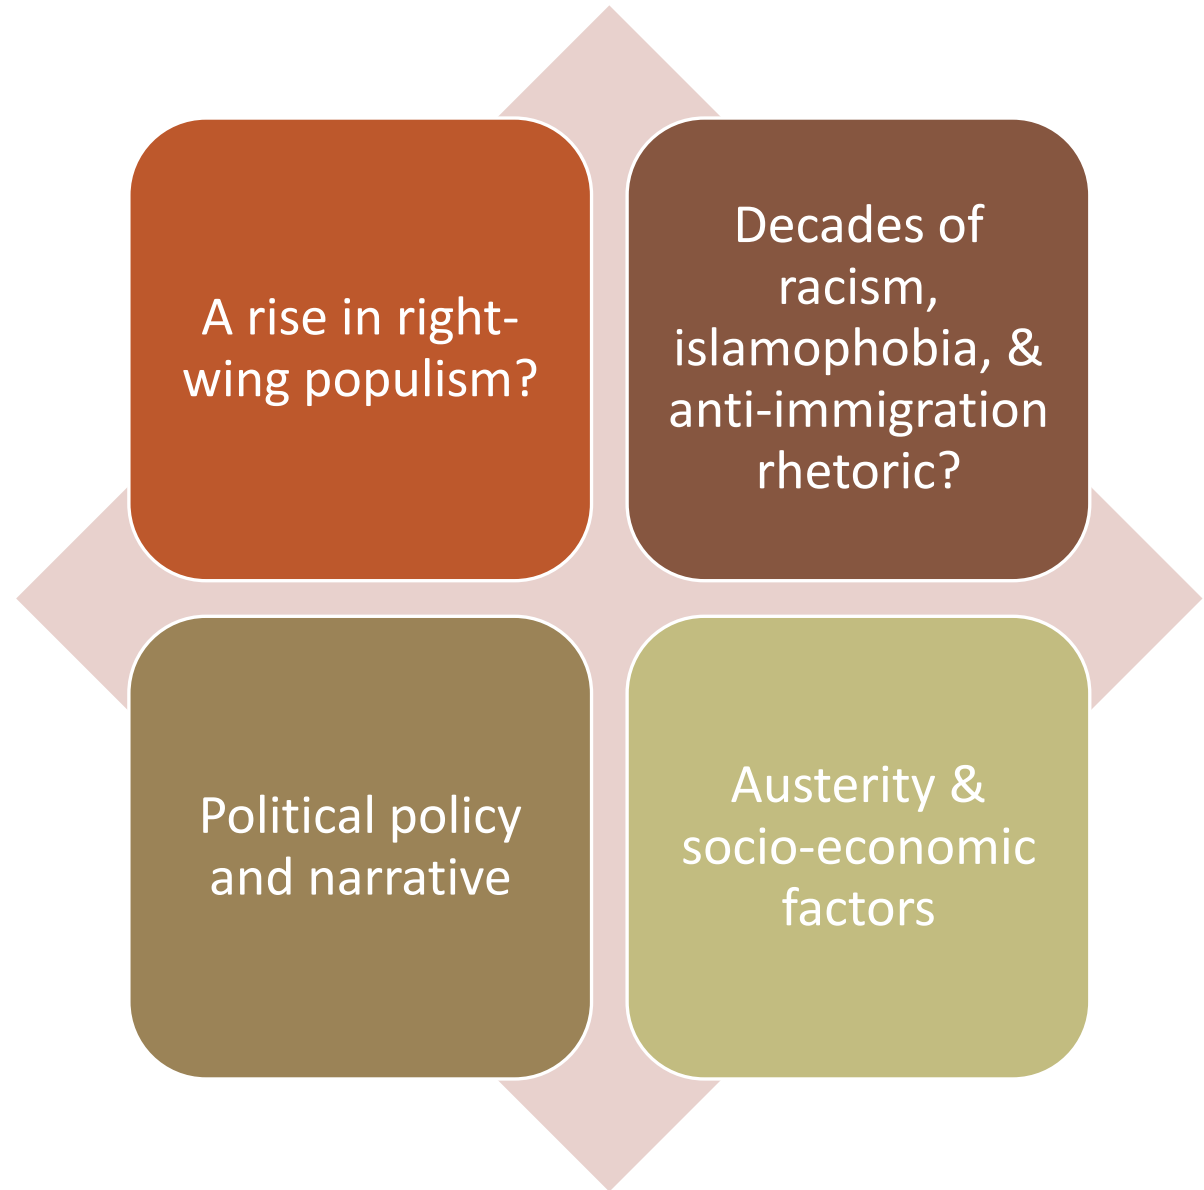 A rise in right-
wing populism?
Decades of
racism,
islamophobia, &
anti-immigration
rhetoric?
Political policy
and narrative
Austerity &
socio-economic
factors